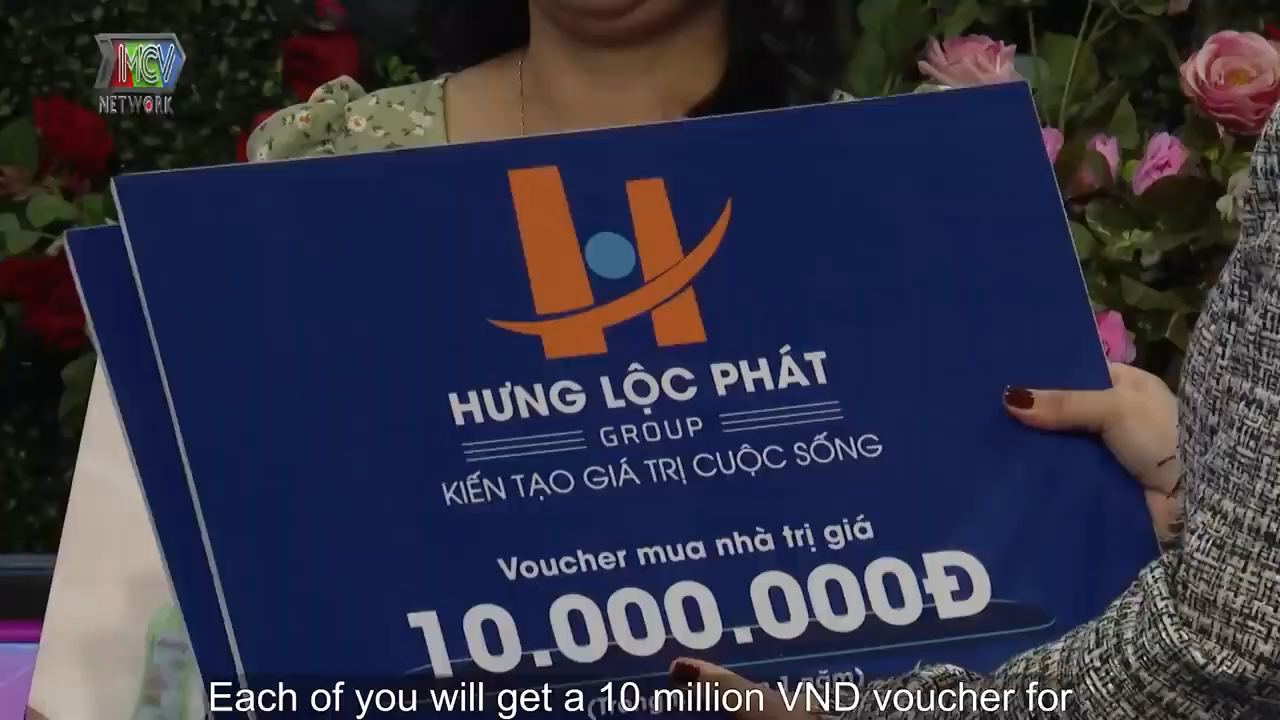 MCV
NETWORK
HƯNG LỘC PHÁT
GROUP
KIẾN TẠO GIÁ TRỊ CUỘC SỐNG
Voucher mua nhà trị giá
10.000.000Đ
Each of you will get a 10 million VND voucher for